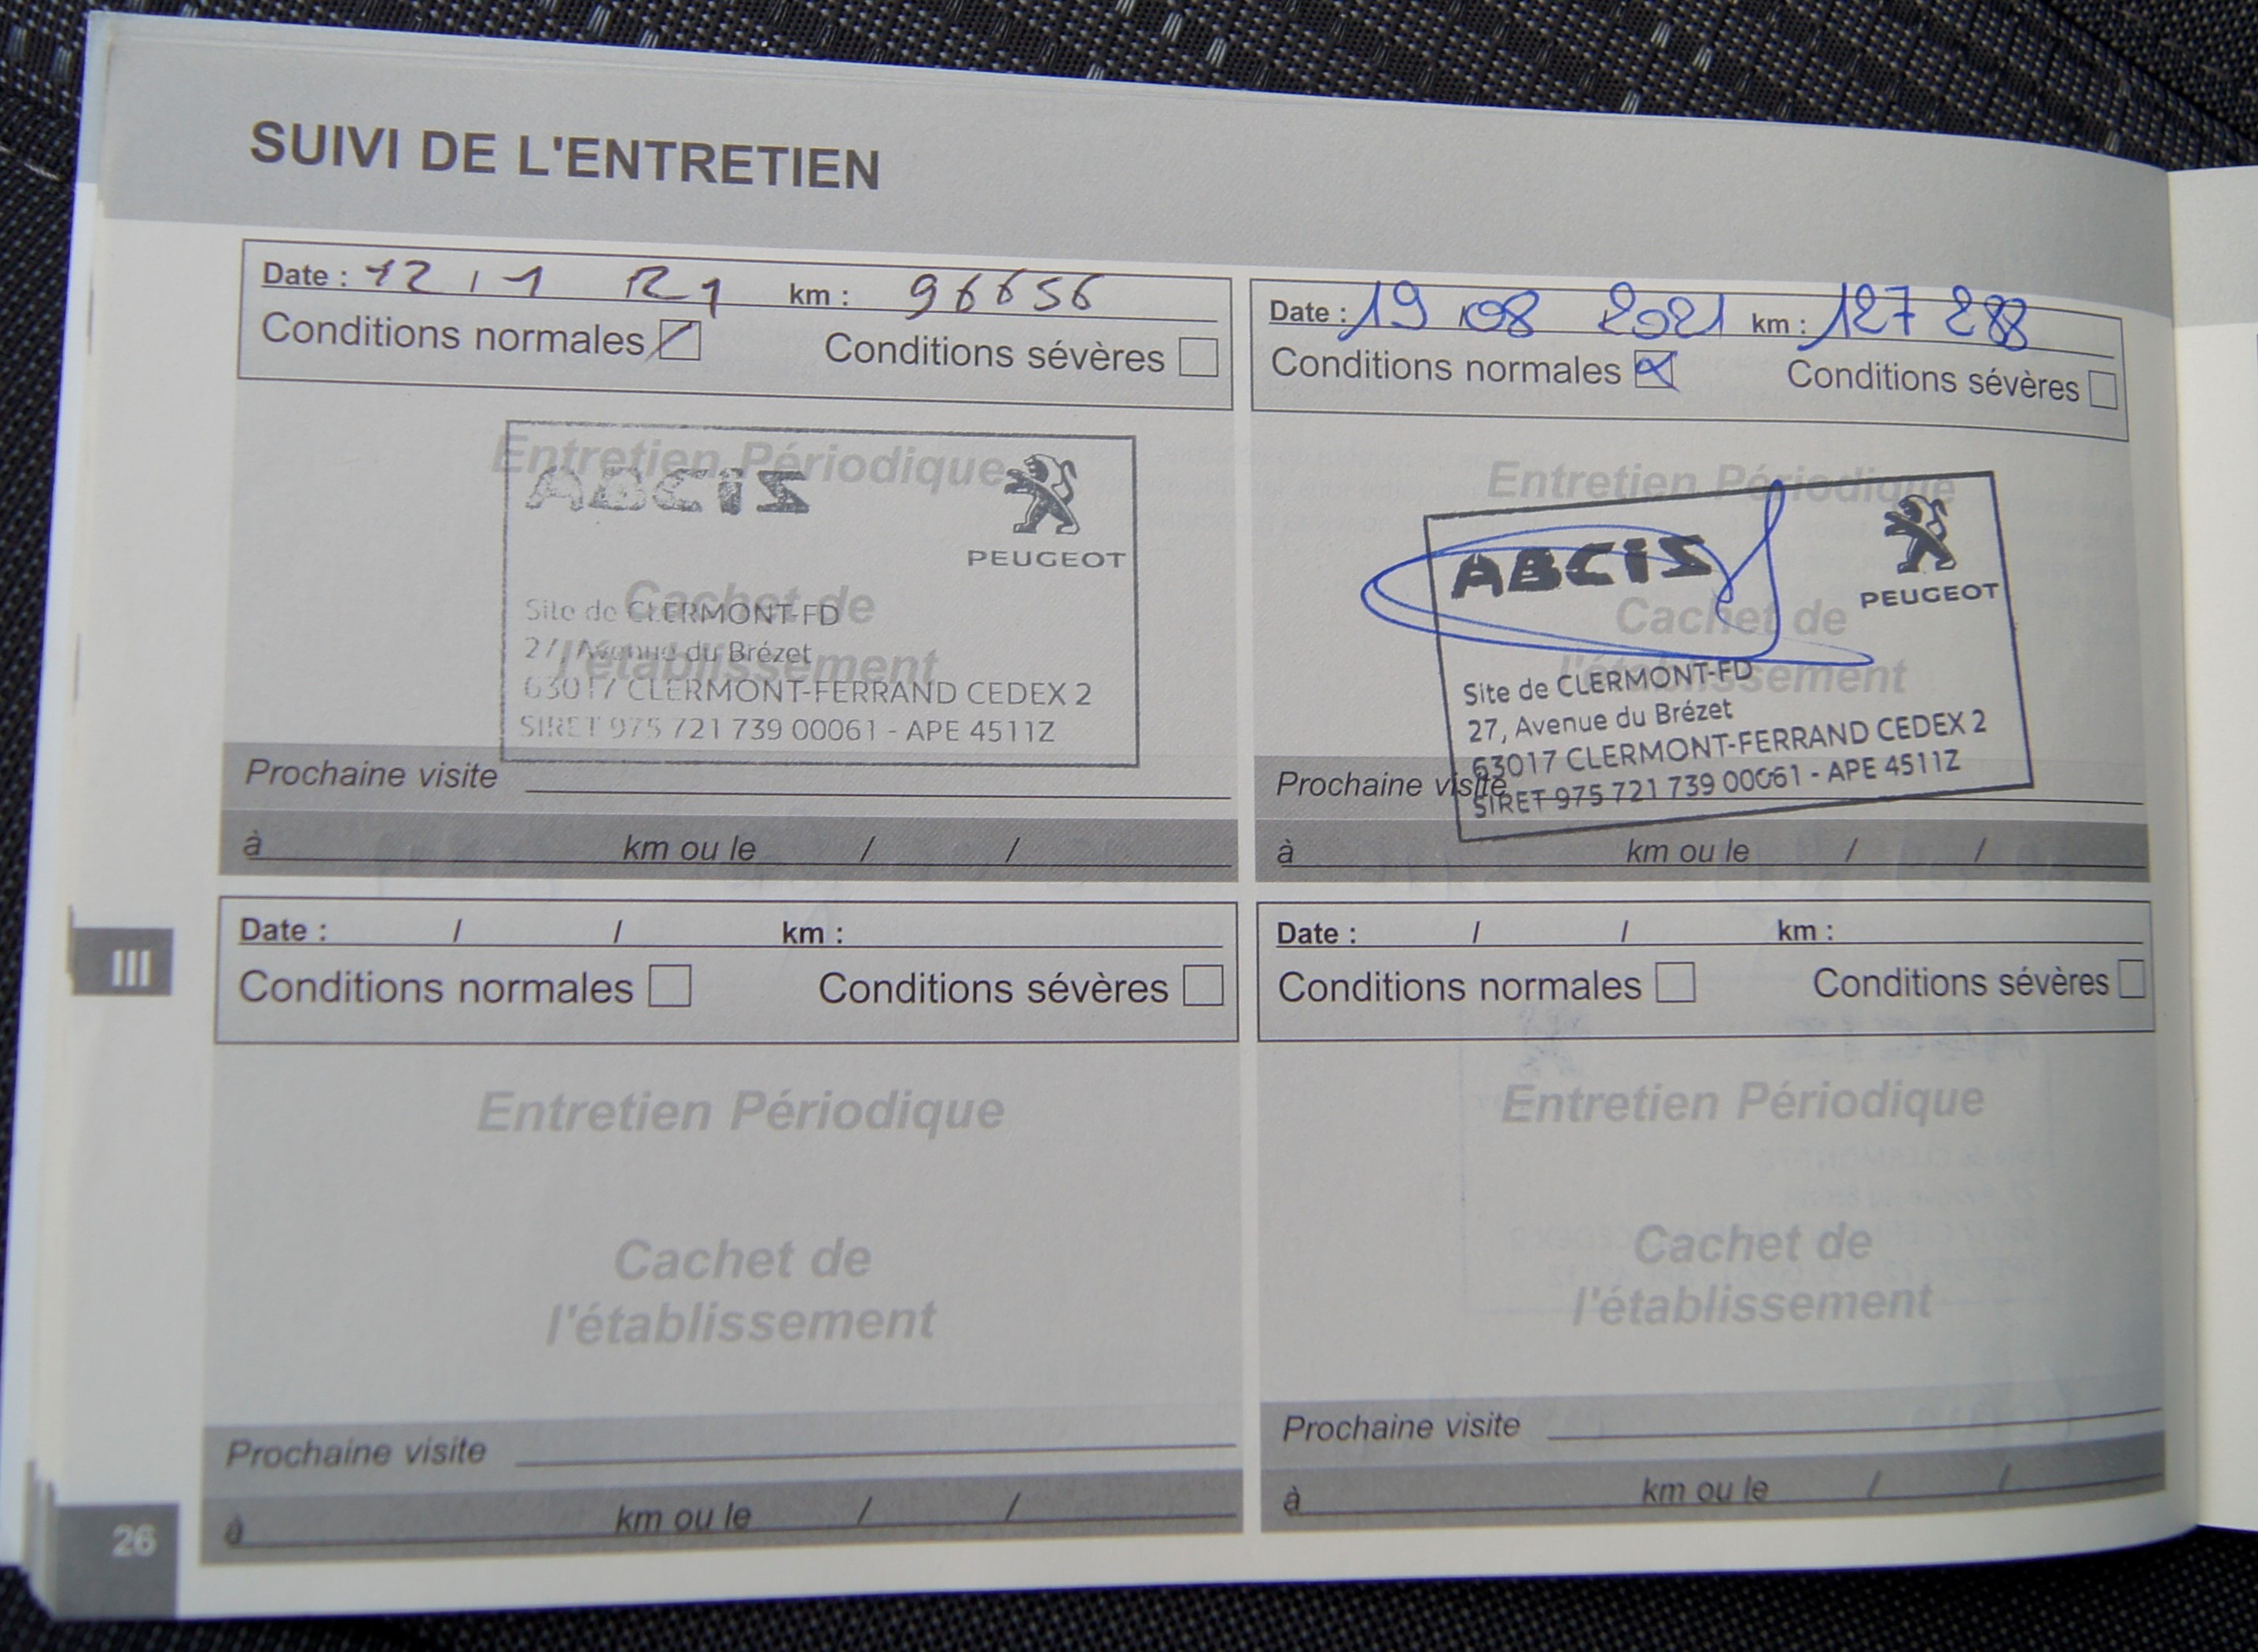 SUIVI DE L'ENTRETIEN
Date : 12 / 1 21 km : 96656
Conditions normales Conditions sévères
Entretien Périodique
ABCIS
PEUGEOT
Cachet de
l'établissement
Site de CLERMONT-FD
27, Avenue du Brézet
63017 CLERMONT-FERRAND CEDEX 2
SIRET 975 721 739 00061 - APE 4511Z
Prochaine visite
à km ou le / /
Date : 19 08 2021 km : 127 288
Conditions normales Conditions sévères
Entretien Périodique
ABCIS
PEUGEOT
Cachet de
l'établissement
Site de CLERMONT-FD
27, Avenue du Brézet
63017 CLERMONT-FERRAND CEDEX 2
SIRET 975 721 739 00061 - APE 4511Z
Prochaine visite
à km ou le / /
III
Date : / / km :
Conditions normales Conditions sévères
Entretien Périodique
Cachet de
l'établissement
Prochaine visite
à km ou le / /
Date : / / km :
Conditions normales Conditions sévères
Entretien Périodique
Cachet de
l'établissement
Prochaine visite
à km ou le / /
26